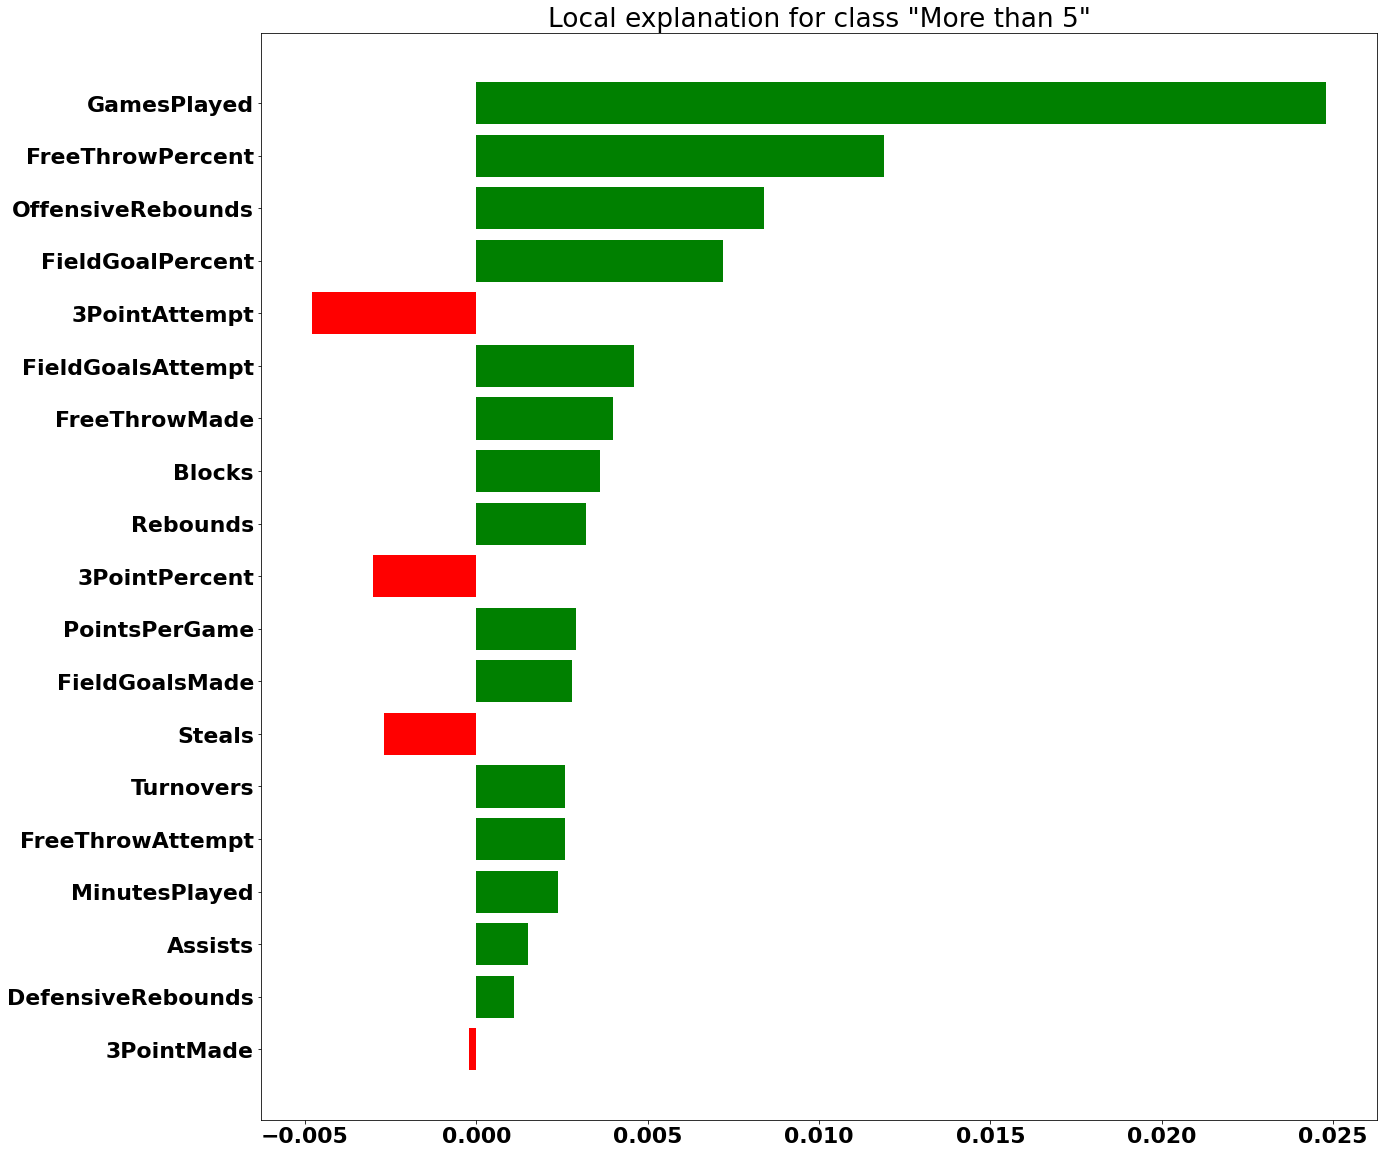 Local explanation for class "More than 5"
GamesPlayed
FreeThrowPercent
OffensiveRebounds
FieldGoalPercent
3PointAttempt
FieldGoalsAttempt
FreeThrowMade
Blocks
Rebounds
3PointPercent
PointsPerGame
FieldGoalsMade
Steals
Turnovers
FreeThrowAttempt
MinutesPlayed
Assists
DefensiveRebounds
3PointMade
−0.005 0.000 0.005 0.010 0.015 0.020 0.025